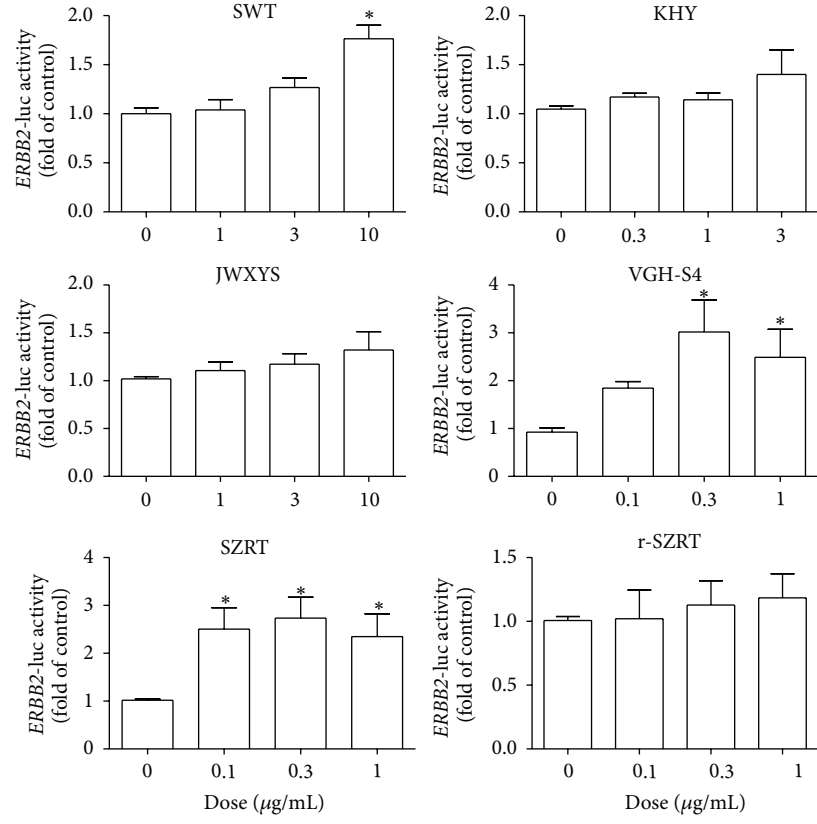 SWT
ERBB2-luc activity
(fold of control)
2.0
1.5
1.0
0.5
0.0
*
0 1 3 10
KHY
ERBB2-luc activity
(fold of control)
2.0
1.5
1.0
0.5
0.0
0 0.3 1 3
JWXYS
ERBB2-luc activity
(fold of control)
2.0
1.5
1.0
0.5
0.0
0 1 3 10
VGH-S4
ERBB2-luc activity
(fold of control)
4
3
2
1
0
* *
0 0.1 0.3 1
SZRT
ERBB2-luc activity
(fold of control)
4
3
2
1
0
* * *
0 0.1 0.3 1
Dose (μg/mL)
r-SZRT
ERBB2-luc activity
(fold of control)
1.5
1.0
0.5
0.0
0 0.1 0.3 1
Dose (μg/mL)